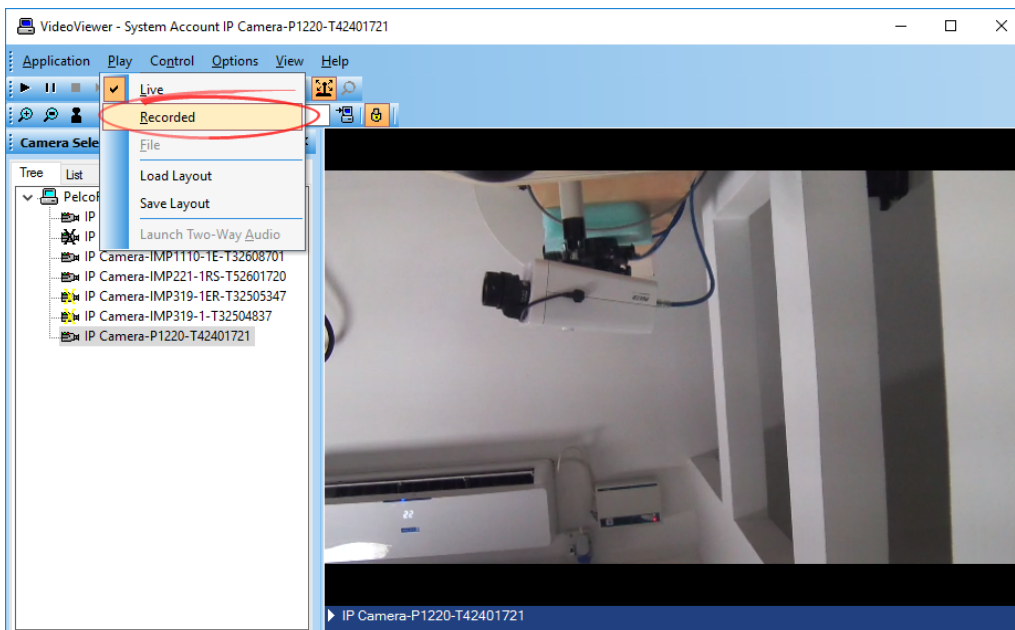 VideoViewer - System Account IP Camera-P1220-T42401721
Application Play Control Options View Help
Live
Recorded
File
Load Layout
Save Layout
Launch Two-Way Audio
Camera Sele
Tree List
Pelco
IP
IP
IP Camera-IMP1110-1E-T32608701
IP Camera-IMP221-1RS-T52601720
IP Camera-IMP319-1ER-T32505347
IP Camera-IMP319-1-T32504837
IP Camera-P1220-T42401721
22
IP Camera-P1220-T42401721